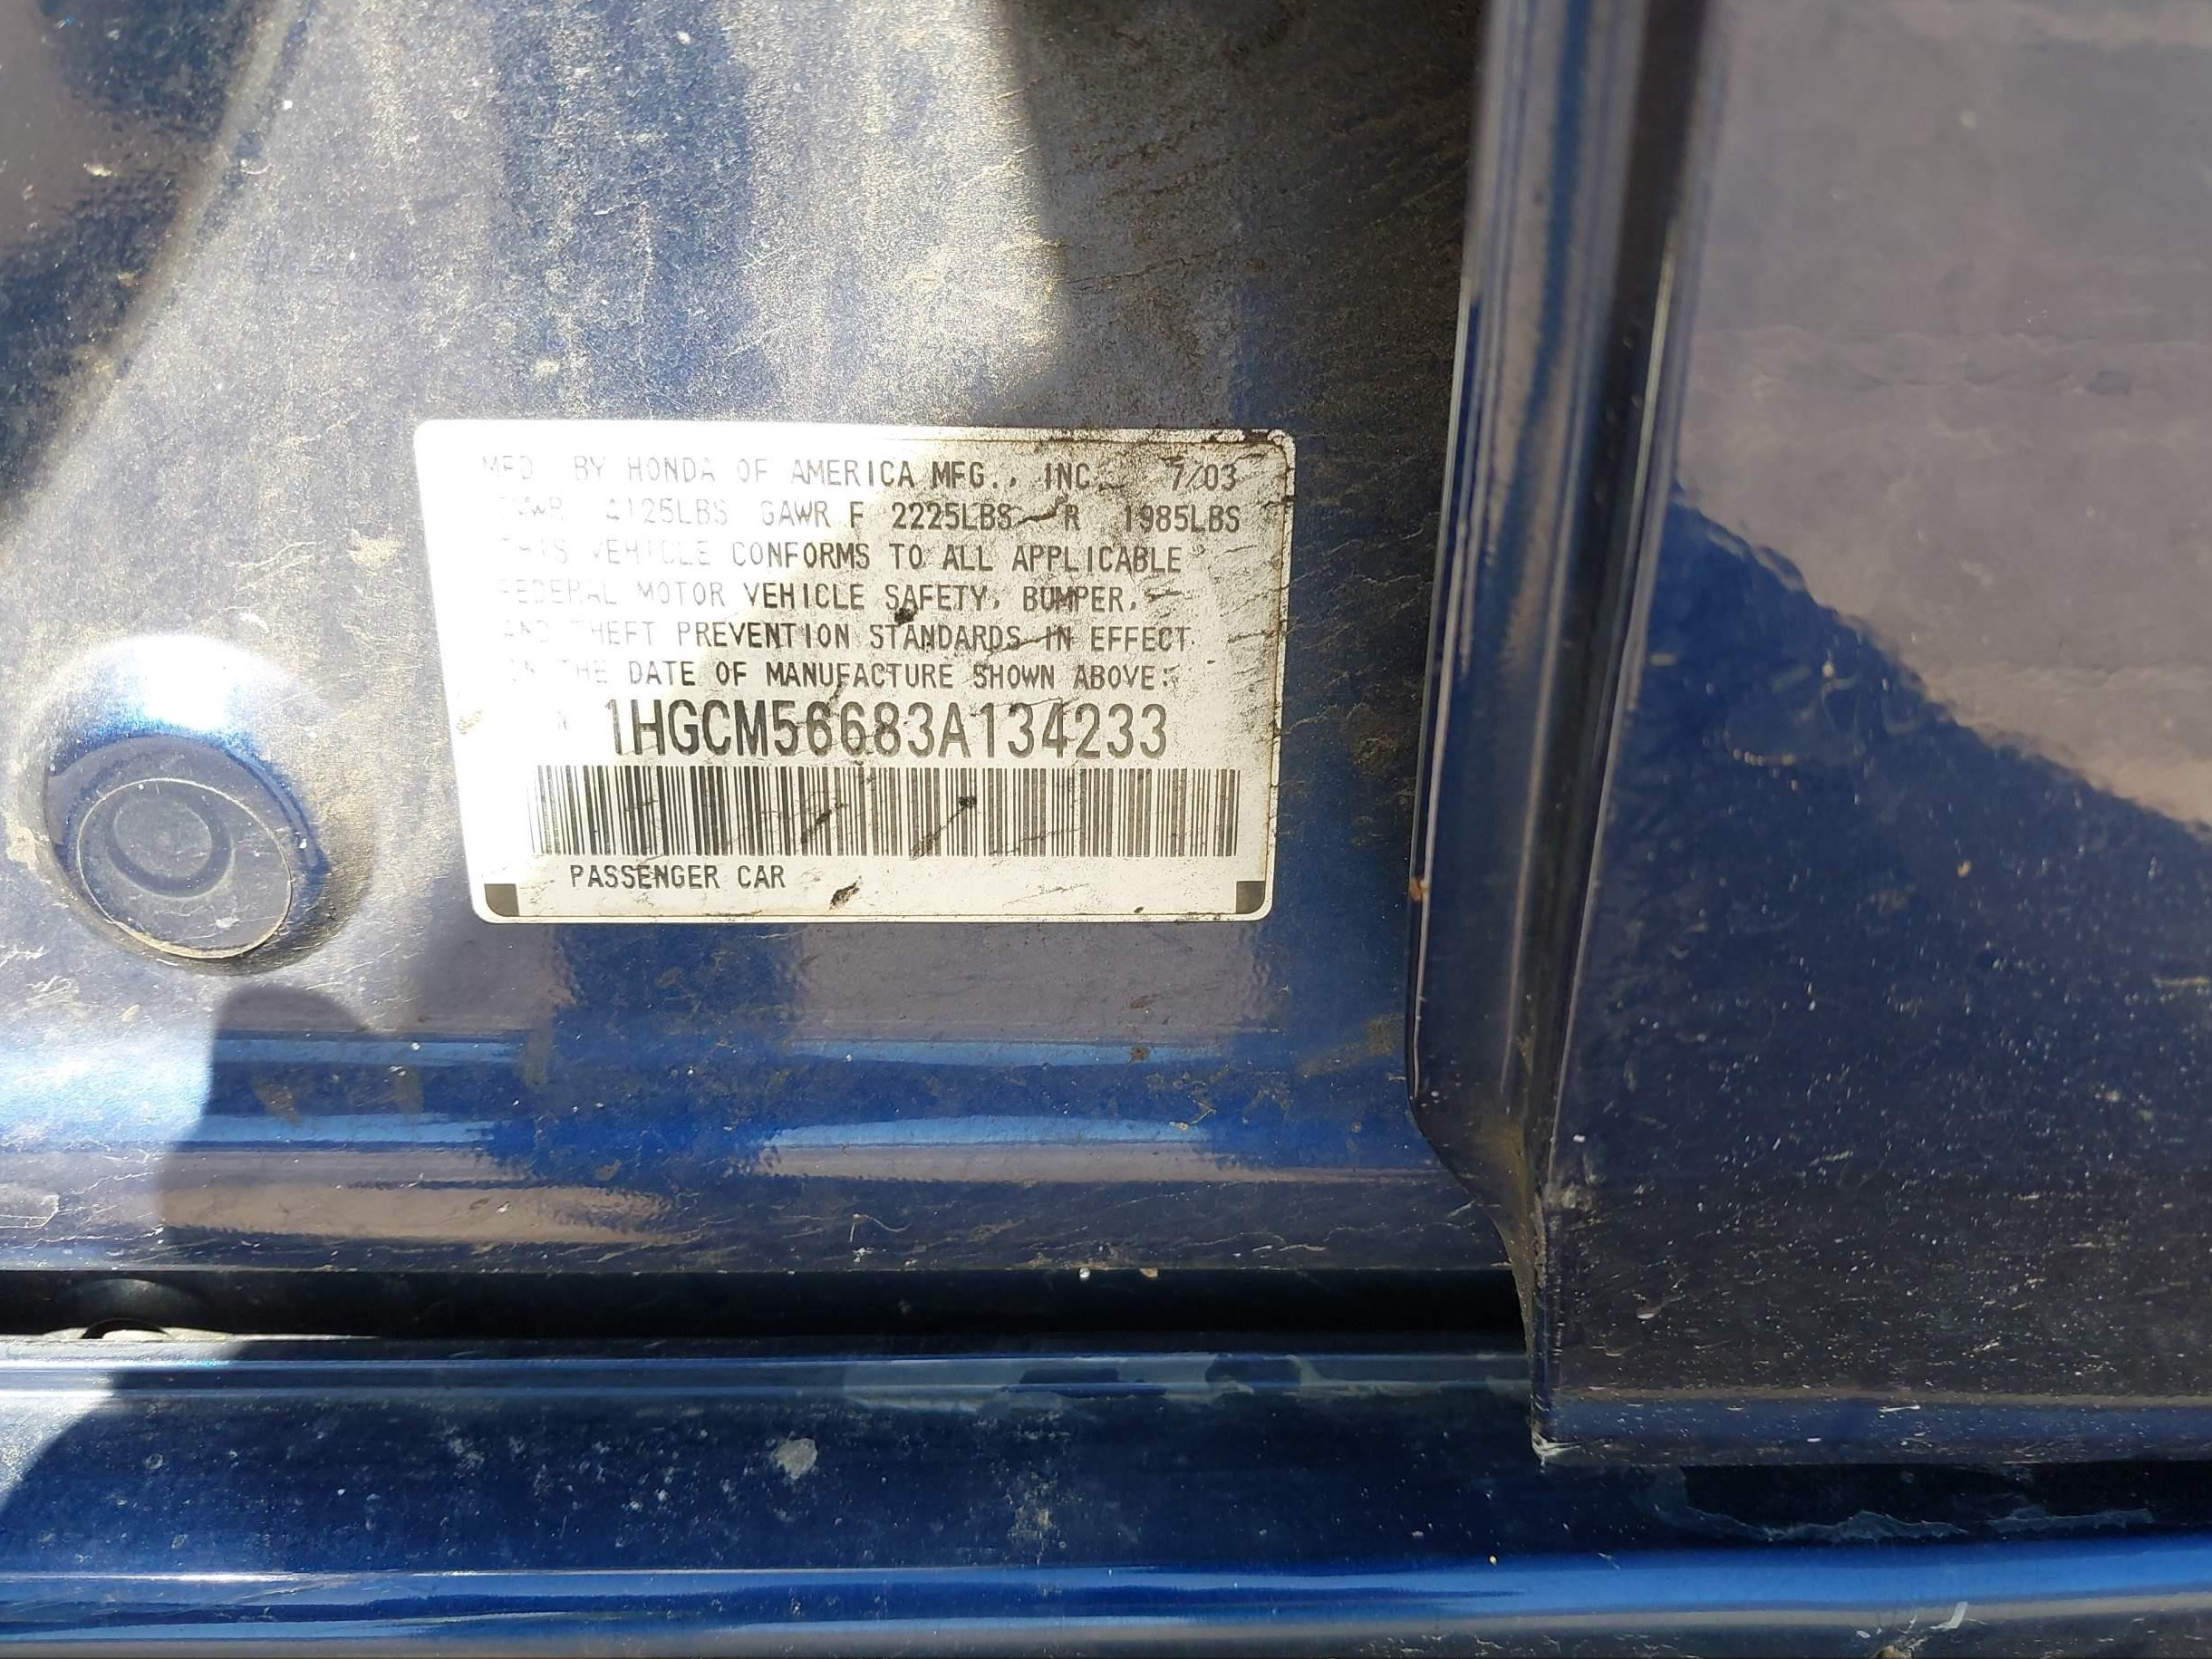 MFD. BY HONDA OF AMERICA MFG., INC. 7/03
GVWR 4125LBS GAWR F 2225LBS R 1985LBS
THIS VEHICLE CONFORMS TO ALL APPLICABLE
FEDERAL MOTOR VEHICLE SAFETY, BUMPER,
AND THEFT PREVENTION STANDARDS IN EFFECT
ON THE DATE OF MANUFACTURE SHOWN ABOVE:
1HGCM56683A134233
PASSENGER CAR